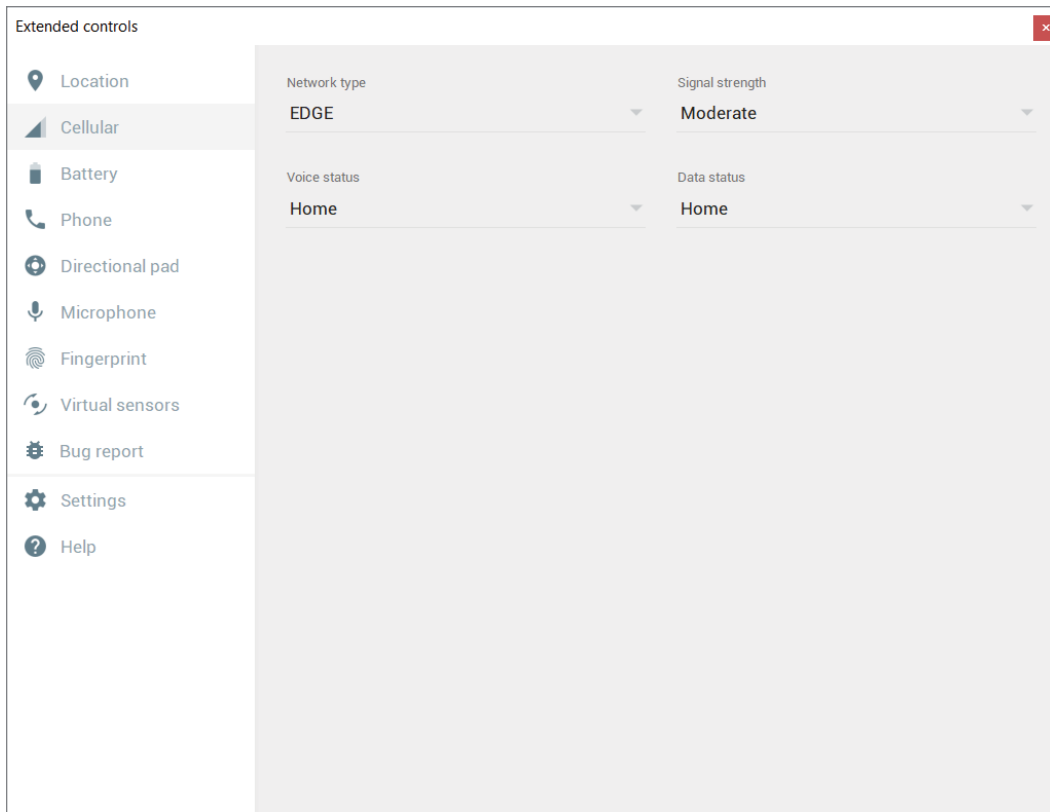 Extended controls
Location
Cellular
Battery
Phone
Directional pad
Microphone
Fingerprint
Virtual sensors
Bug report
Settings
Help
Network type
EDGE
Signal strength
Moderate
Voice status
Home
Data status
Home